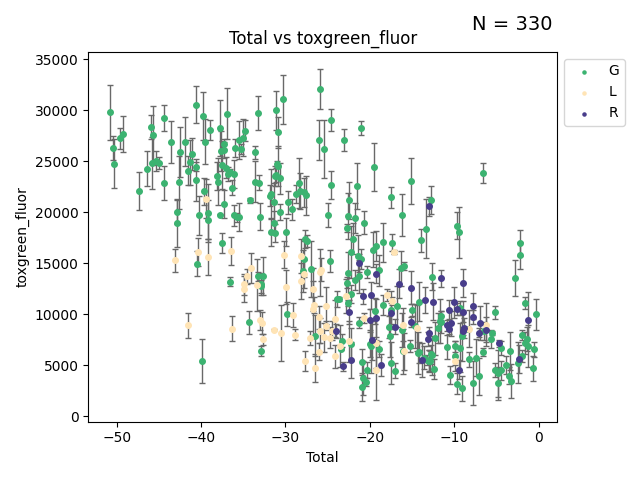 N = 330
Total vs toxgreen_fluor
35000
30000
25000
20000
15000
10000
5000
0
toxgreen_fluor
−50 −40 −30 −20 −10 0
Total
G
L
R